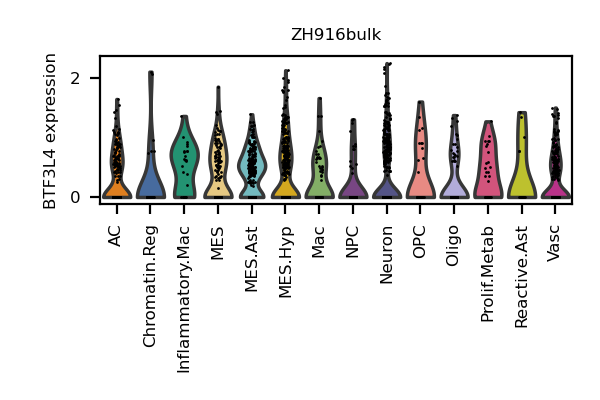 ZH916bulk
BTF3L4 expression
2
0
AC
Chromatin.Reg
Inflammatory.Mac
MES
MES.Ast
MES.Hyp
Mac
NPC
Neuron
OPC
Oligo
Prolif.Metab
Reactive.Ast
Vasc